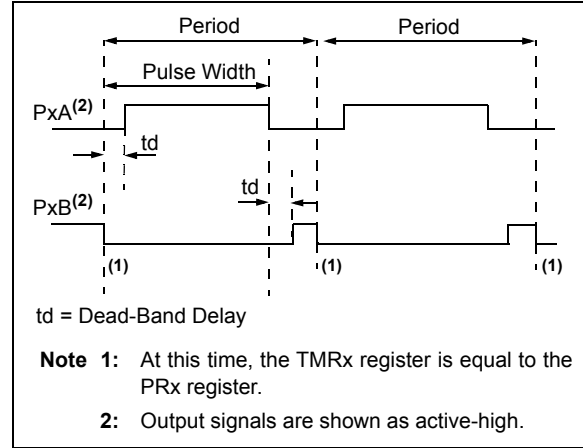 Period Period
Pulse Width
PxA(2)
td
td
PxB(2)
(1) (1) (1)
td = Dead-Band Delay
Note 1: At this time, the TMRx register is equal to the
PRx register.
2: Output signals are shown as active-high.